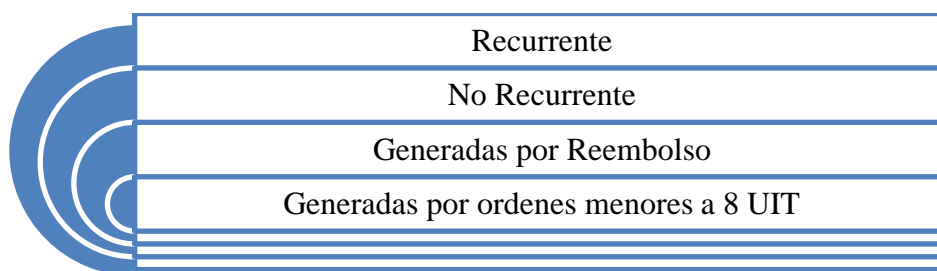 Recurrente
No Recurrente
Generadas por Reembolso
Generadas por ordenes menores a 8 UIT